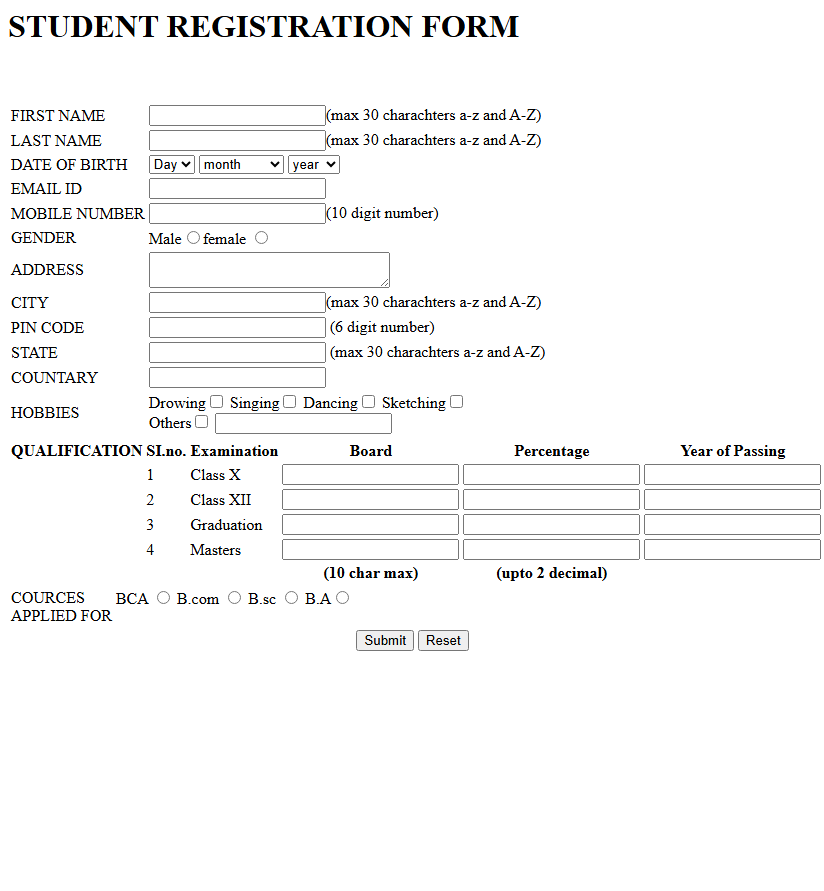 STUDENT REGISTRATION FORM
FIRST NAME (max 30 charachters a-z and A-Z)
LAST NAME (max 30 charachters a-z and A-Z)
DATE OF BIRTH Day month year
EMAIL ID
MOBILE NUMBER (10 digit number)
GENDER Male female
ADDRESS
CITY (max 30 charachters a-z and A-Z)
PIN CODE (6 digit number)
STATE (max 30 charachters a-z and A-Z)
COUNTARY
HOBBIES Drowing Singing Dancing Sketching
Others
QUALIFICATION SI.no. Examination Board Percentage Year of Passing
1 Class X
2 Class XII
3 Graduation
4 Masters
(10 char max) (upto 2 decimal)
COURCES BCA B.com B.sc B.A
APPLIED FOR
Submit Reset